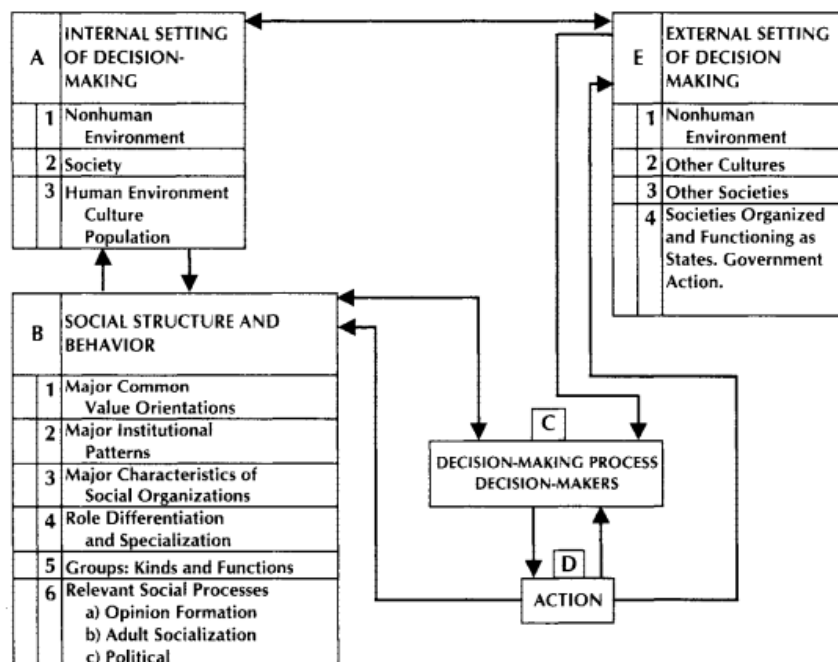 A
INTERNAL SETTING
OF DECISION-
MAKING
1 Nonhuman
Environment
2 Society
3 Human Environment
Culture
Population
E
EXTERNAL SETTING
OF DECISION
MAKING
1 Nonhuman
Environment
2 Other Cultures
3 Other Societies
4 Societies Organized
and Functioning as
States. Government
Action.
B
SOCIAL STRUCTURE AND
BEHAVIOR
1 Major Common
Value Orientations
2 Major Institutional
Patterns
3 Major Characteristics of
Social Organizations
4 Role Differentiation
and Specialization
5 Groups: Kinds and Functions
6 Relevant Social Processes
a) Opinion Formation
b) Adult Socialization
c) Political
C
DECISION-MAKING PROCESS
DECISION-MAKERS
D
ACTION